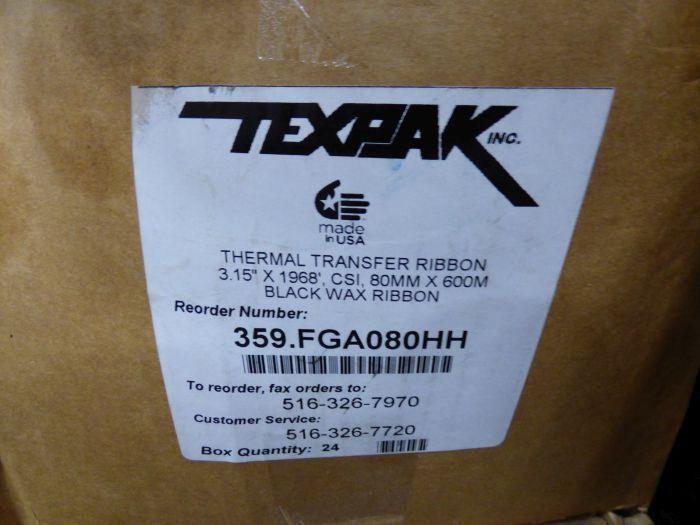 TEXPAK INC.
made
in USA
THERMAL TRANSFER RIBBON
3.15" X 1968', CSI, 80MM X 600M
BLACK WAX RIBBON
Reorder Number:
359.FGA080HH
To reorder, fax orders to:
516-326-7970
Customer Service:
516-326-7720
Box Quantity: 24